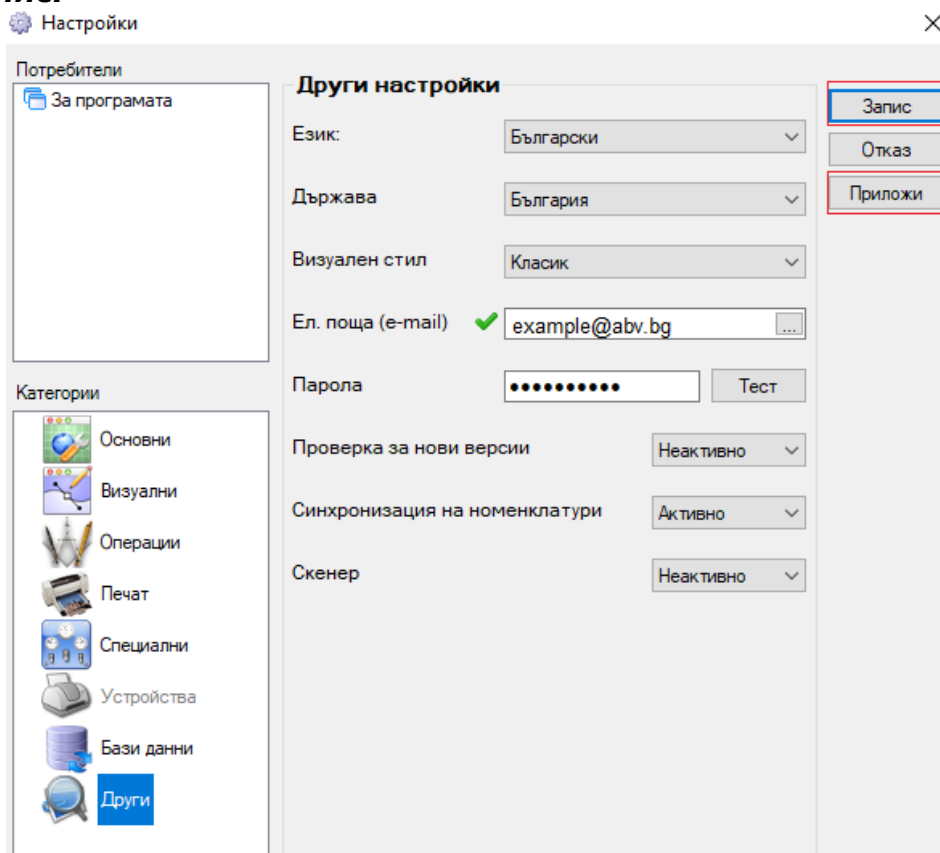 Настройки
Потребители
За програмата
Категории
Основни
Визуални
Операции
Печат
Специални
Устройства
Бази данни
Други
Други настройки
Език: Български
Държава България
Визуален стил Класик
Ел. поща (e-mail) example@abv.bg ...
Парола •••••••••• Тест
Проверка за нови версии Неактивно
Синхронизация на номенклатури Активно
Скенер Неактивно
Запис
Отказ
Приложи